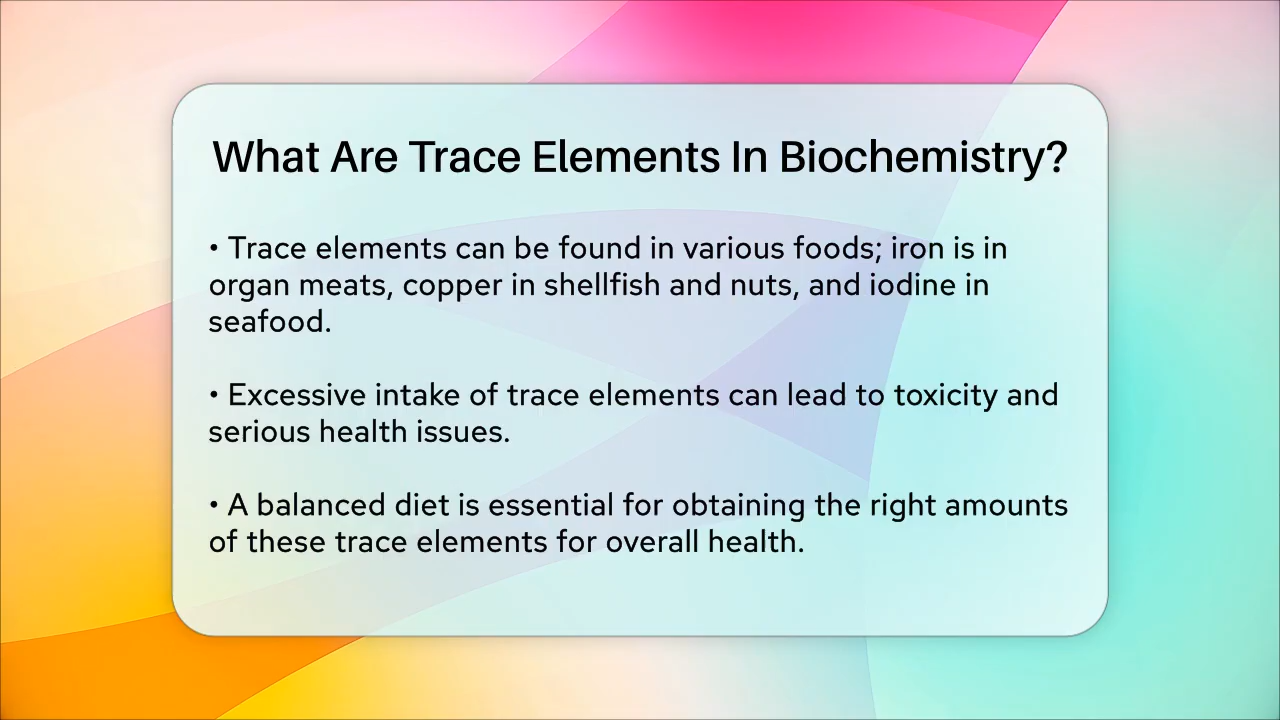 What Are Trace Elements In Biochemistry?
• Trace elements can be found in various foods; iron is in
organ meats, copper in shellfish and nuts, and iodine in
seafood.
• Excessive intake of trace elements can lead to toxicity and
serious health issues.
• A balanced diet is essential for obtaining the right amounts
of these trace elements for overall health.